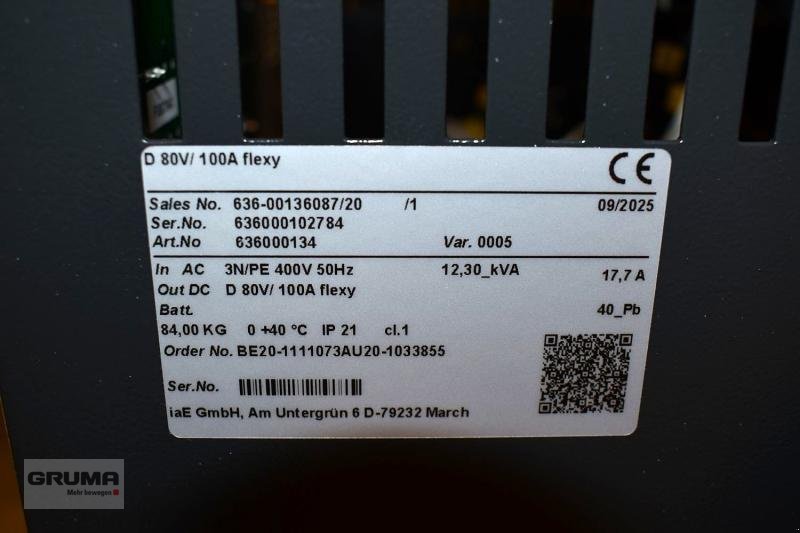 D 80V/ 100A flexy
CE
Sales No. 636-00136087/20 /1 09/2025
Ser.No. 636000102784
Art.No 636000134 Var. 0005
In AC 3N/PE 400V 50Hz 12,30_kVA 17,7 A
Out DC D 80V/ 100A flexy
Batt. 40_Pb
84,00 KG 0 +40 °C IP 21 cl.1
Order No. BE20-1111073AU20-1033855
Ser.No.
iaE GmbH, Am Untergrün 6 D-79232 March
GRUMA
Mehr bewegen